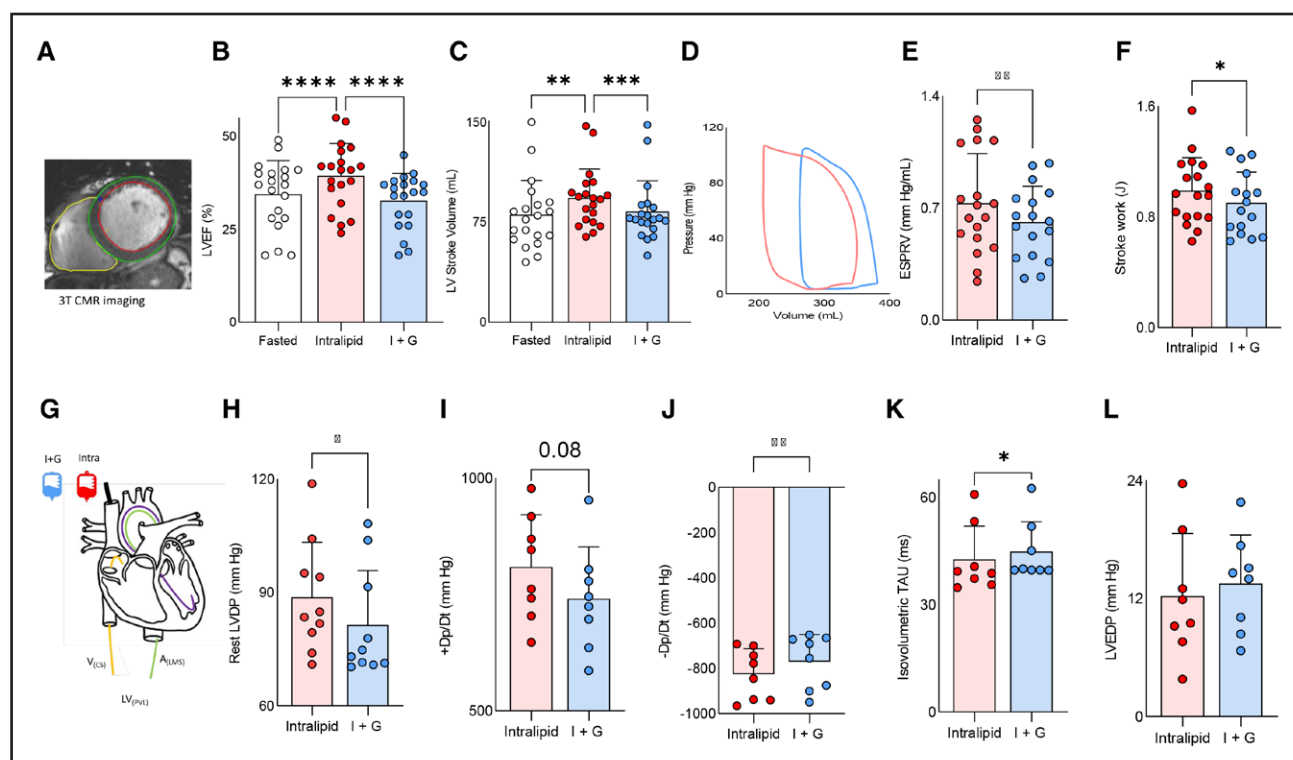 A
3T CMR imaging
B
**** ****
LVEF (%)
50
25
0
Fasted Intralipid I + G
C
** ***
LV Stroke Volume (mL)
150
75
0
Fasted Intralipid I + G
D
Pressure (mm Hg)
120
80
40
0
200 300 400
Volume (mL)
E
ESPRV (mm Hg/mL)
1.4
0.7
0.0
Intralipid I + G
F
*
Stroke work (J)
1.6
0.8
0.0
Intralipid I + G
G
I+G Intra
V(CS)
A(LMS)
LV(PVL)
H
Rest LVDP (mm Hg)
120
90
60
Intralipid I + G
I
0.08
+Dp/Dt (mm Hg)
1000
500
Intralipid I + G
J
-Dp/Dt (mm Hg)
0
-200
-400
-600
-800
-1000
Intralipid I + G
K
*
Isovolumetric TAU (ms)
60
30
0
Intralipid I + G
L
LVEDP (mm Hg)
24
12
0
Intralipid I + G